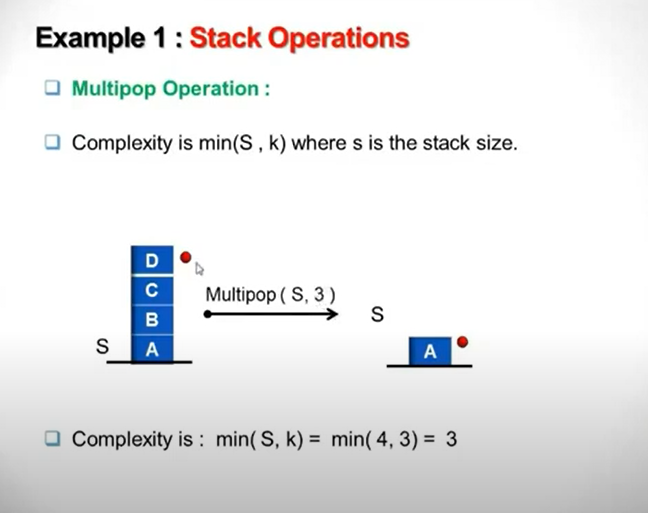 Example 1 : Stack Operations
Multipop Operation :
Complexity is min(S , k) where s is the stack size.
D
C
B
A
S
Multipop ( S, 3 )
S
A
Complexity is : min( S, k) = min( 4, 3) = 3